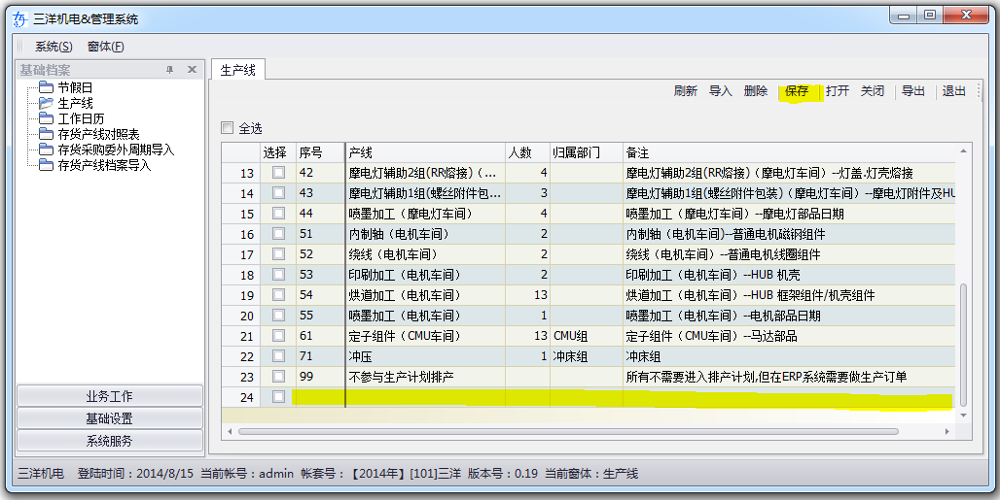 三洋机电&管理系统
系统(S) 窗体(F)
基础档案
节假日
生产线
工作日历
存货产线对照表
存货采购委外周期导入
存货产线档案导入
业务工作
基础设置
系统服务
生产线
刷新 导入 删除 保存 打开 关闭 导出 退出
全选
选择 序号 产线 人数 归属部门 备注
13 42 摩电灯辅助2组(RR熔接)（... 4 摩电灯辅助2组(RR熔接)（摩电灯车间）--灯盖.灯壳熔接
14 43 摩电灯辅助1组(螺丝附件包... 3 摩电灯辅助1组(螺丝附件包装)（摩电灯车间）--摩电灯附件及HU
15 44 喷墨加工（摩电灯车间） 4 喷墨加工（摩电灯车间）--摩电灯部品日期
16 51 内制轴（电机车间） 2 内制轴（电机车间)--普通电机磁钢组件
17 52 绕线（电机车间） 2 绕线（电机车间）--普通电机线圈组件
18 53 印刷加工（电机车间） 2 印刷加工（电机车间）--HUB 机壳
19 54 烘道加工（电机车间） 13 烘道加工（电机车间）--HUB 框架组件/机壳组件
20 55 喷墨加工（电机车间） 1 喷墨加工（电机车间）--电机部品日期
21 61 定子组件（CMU车间） 13 CMU组 定子组件（CMU车间）--马达部品
22 71 冲压 1 冲床组 冲床组
23 99 不参与生产计划排产 所有不需要进入排产计划,但在ERP系统需要做生产订单
24
三洋机电 登陆时间：2014/8/15 当前帐号：admin 帐套号：【2014年】[101]三洋 版本号：0.19 当前窗体：生产线